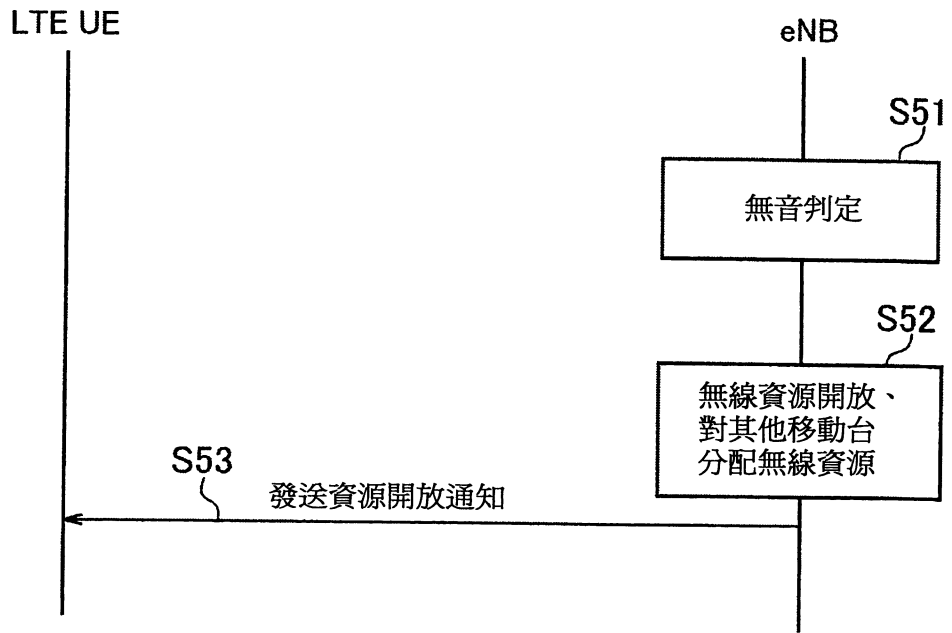 LTE UE
eNB
S51
無音判定
S52
無線資源開放、
對其他移動台
分配無線資源
S53
發送資源開放通知